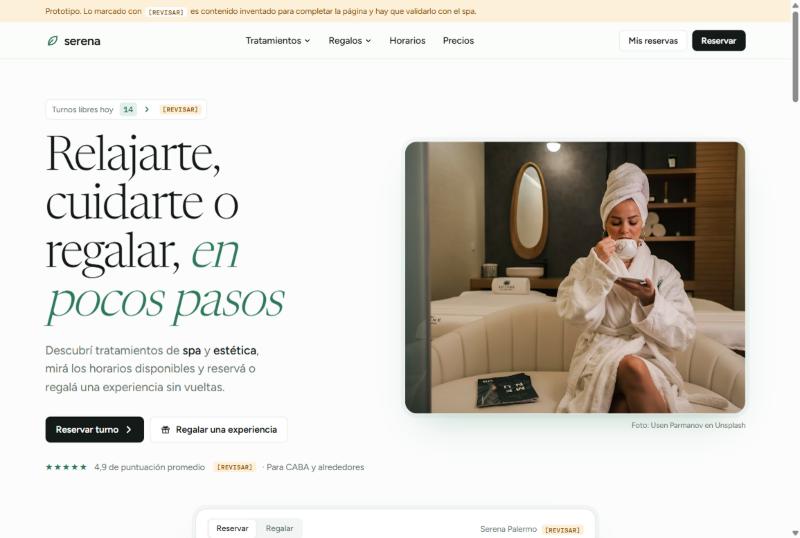 Prototipo. Lo marcado con [REVISAR] es contenido inventado para completar la página y hay que validarlo con el spa.
serena
Tratamientos Regalos Horarios Precios
Mis reservas Reservar
Turnos libres hoy 14 [REVISAR]
Relajarte,
cuidarte o
regalar, en
pocos pasos
Descubrí tratamientos de spa y estética,
mirá los horarios disponibles y reservá o
regalá una experiencia sin vueltas.
Reservar turno Regalar una experiencia
★★★★★ 4,9 de puntuación promedio [REVISAR] · Para CABA y alrededores
Foto: Usen Parmanov en Unsplash
Reservar Regalar Serena Palermo [REVISAR]